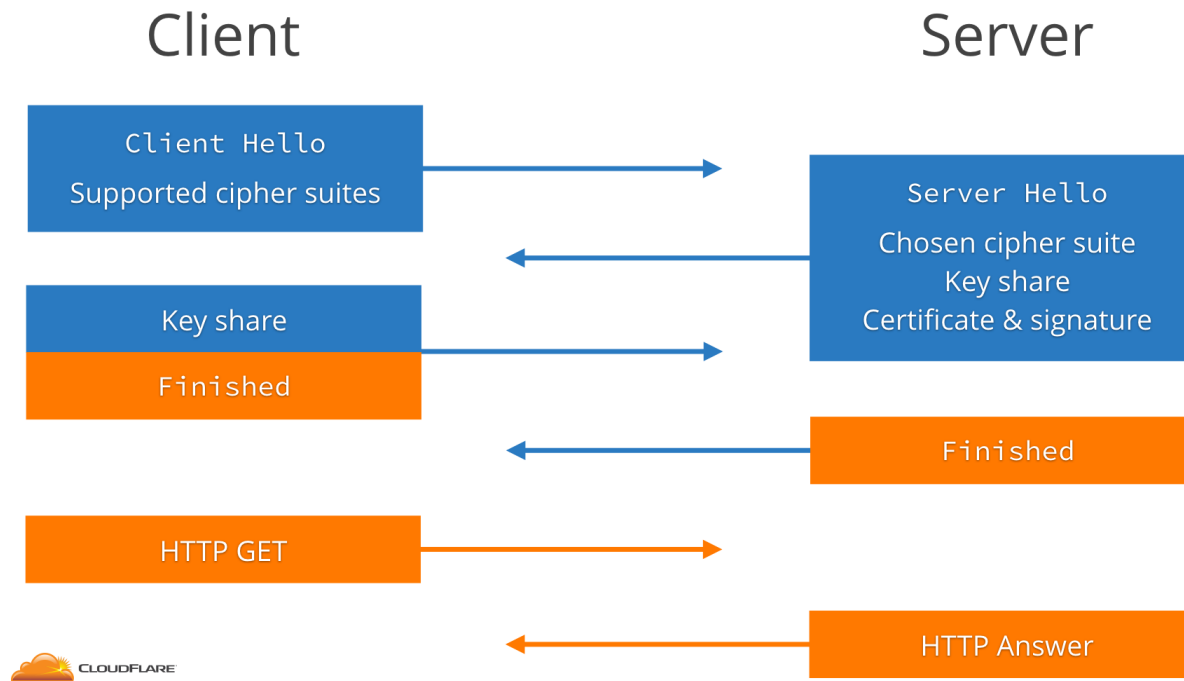 Client
Server
Client Hello
Supported cipher suites
Server Hello
Chosen cipher suite
Key share
Certificate & signature
Key share
Finished
Finished
HTTP GET
HTTP Answer
CLOUDFLARE